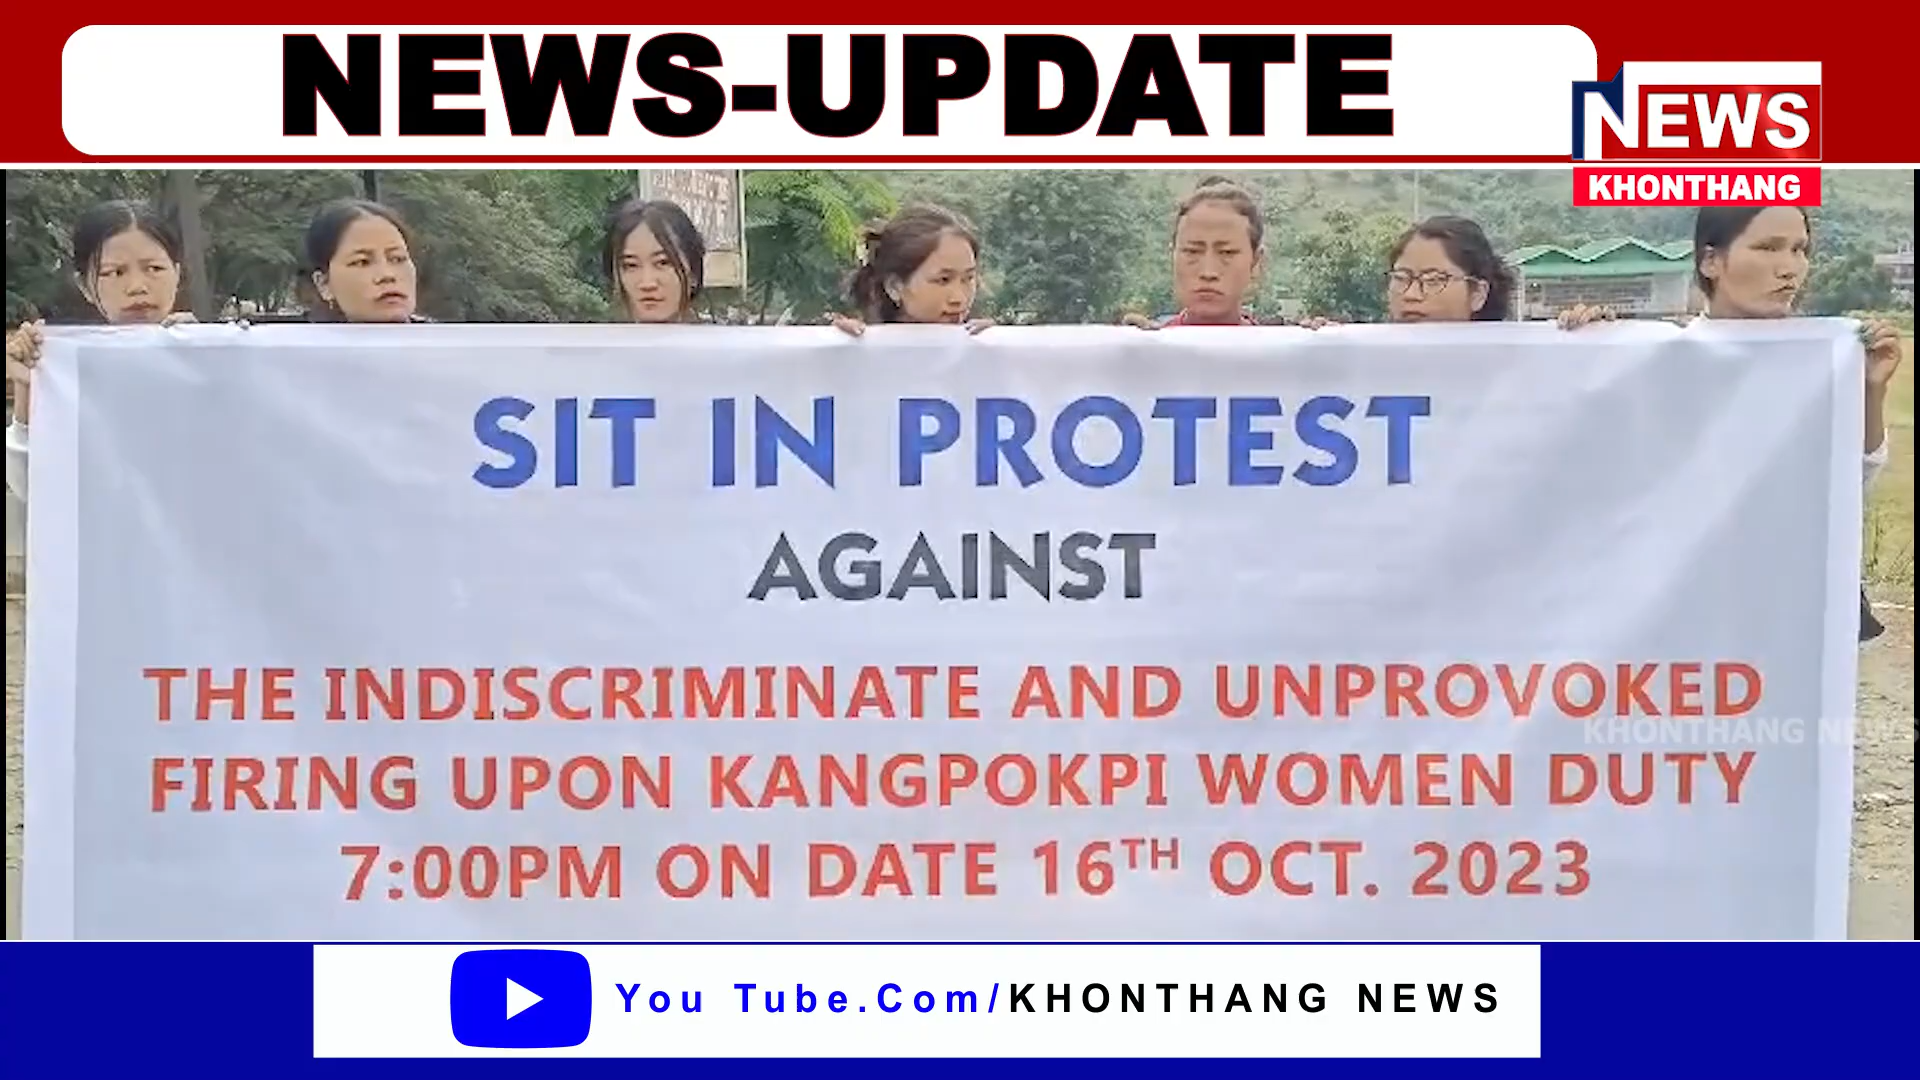 NEWS-UPDATE
NEWS
KHONTHANG
SIT IN PROTEST
AGAINST
THE INDISCRIMINATE AND UNPROVOKED
KHONTHANG NEWS
FIRING UPON KANGPOKPI WOMEN DUTY
7:00PM ON DATE 16TH OCT. 2023
You Tube.Com/KHONTHANG NEWS